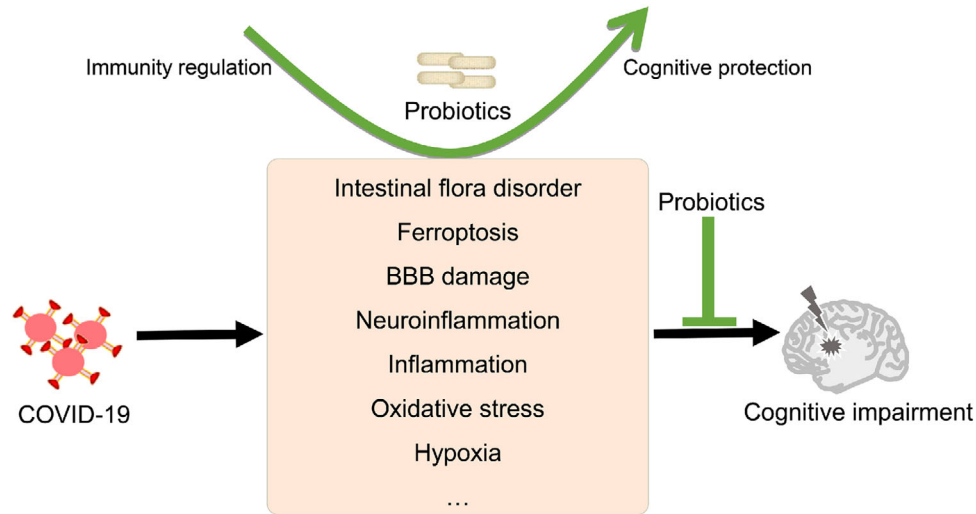 Immunity regulation
Probiotics
Cognitive protection
Intestinal flora disorder
Ferroptosis
BBB damage
Neuroinflammation
Inflammation
Oxidative stress
Hypoxia
...
Probiotics
COVID-19
Cognitive impairment